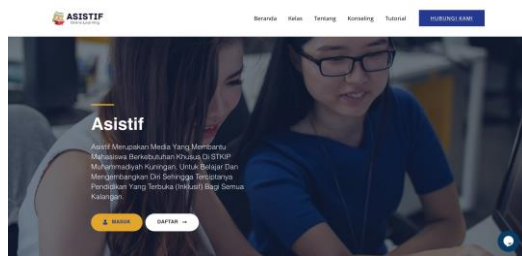 ASISTIF
Beranda Kelas Tentang Konseling Tutorial HUBUNGI KAMI
Asistif
Asistif Merupakan Media Yang Membantu
Mahasiswa Berkebutuhan Khusus Di STKIP
Muhammadiyah Kuningan, Untuk Belajar Dan
Mengembangkan Diri Sehingga Terciptanya
Pendidikan Yang Terbuka (Inklusif) Bagi Semua
Kalangan.
MASUK DAFTAR →